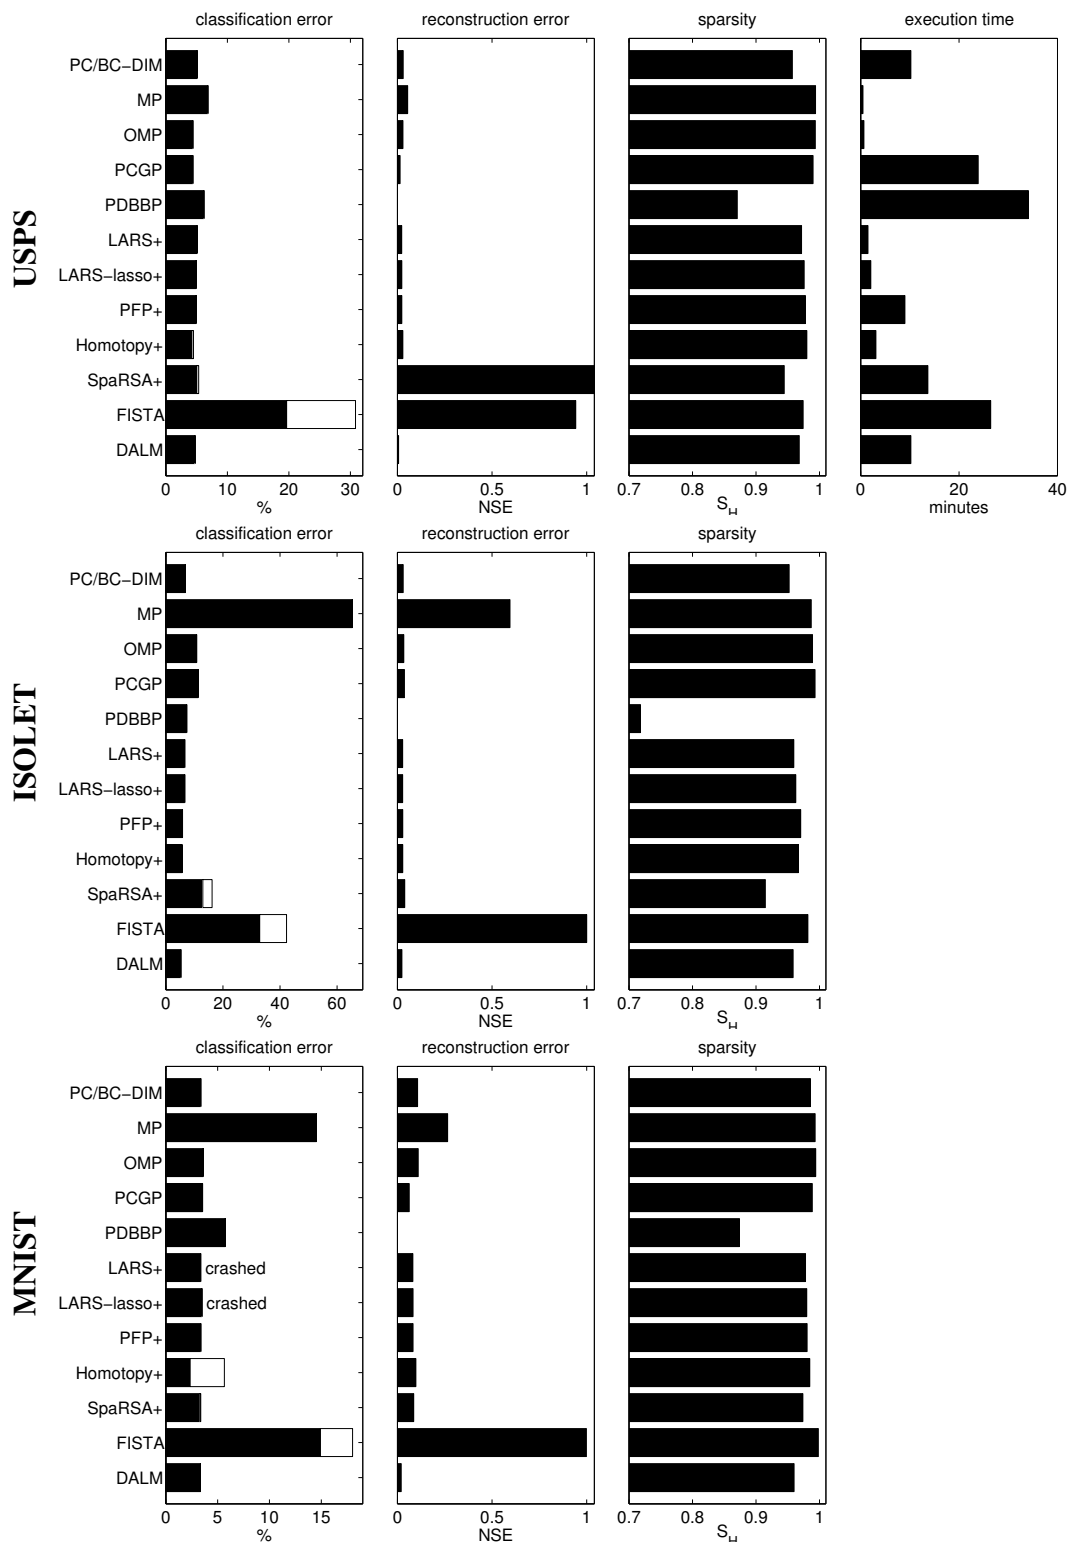 classification error reconstruction error sparsity execution time
USPS
PC/BC−DIM
MP
OMP
PCGP
PDBBP
LARS+
LARS−lasso+
PFP+
Homotopy+
SpaRSA+
FISTA
DALM
0 10 20 30 0 0.5 1 0.7 0.8 0.9 1 0 20 40
% NSE S_H minutes
classification error reconstruction error sparsity
ISOLET
PC/BC−DIM
MP
OMP
PCGP
PDBBP
LARS+
LARS−lasso+
PFP+
Homotopy+
SpaRSA+
FISTA
DALM
0 20 40 60 0 0.5 1 0.7 0.8 0.9 1
% NSE S_H
classification error reconstruction error sparsity
MNIST
PC/BC−DIM
MP
OMP
PCGP
PDBBP
LARS+ crashed
LARS−lasso+ crashed
PFP+
Homotopy+
SpaRSA+
FISTA
DALM
0 5 10 15 0 0.5 1 0.7 0.8 0.9 1
% NSE S_H